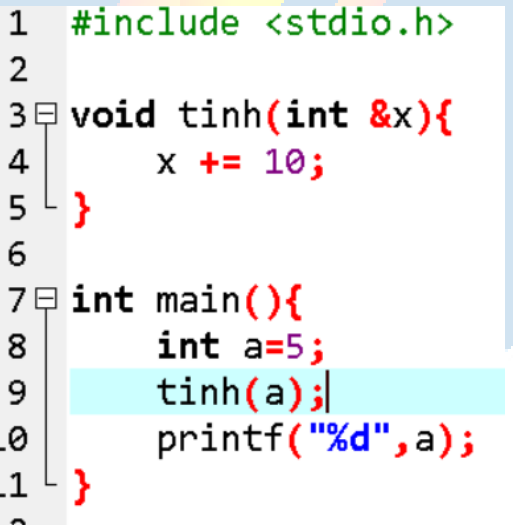 1 #include <stdio.h>
2
3 void tinh(int &x){
4 x += 10;
5 }
6
7 int main(){
8 int a=5;
9 tinh(a);
10 printf("%d",a);
11 }